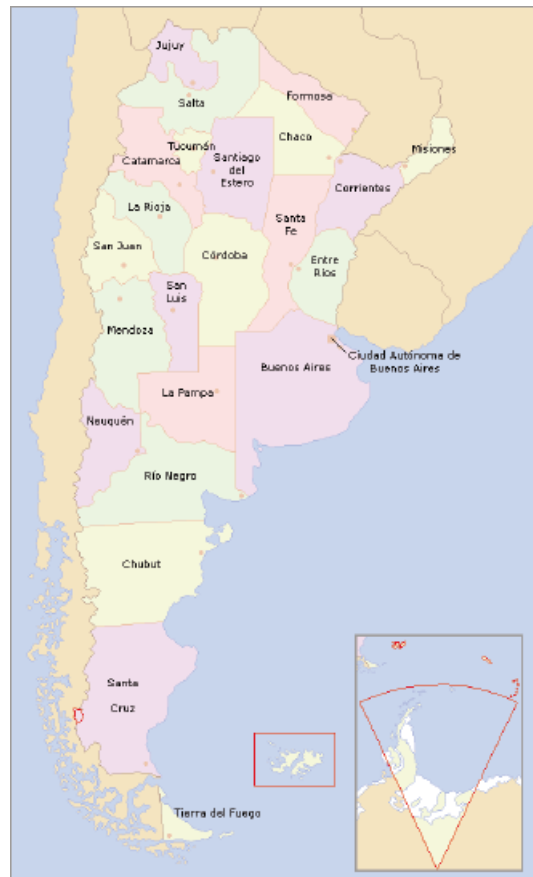 Jujuy
Salta
Formosa
Chaco
Tucumán
Catamarca
Santiago
del
Estero
Misiones
Corrientes
La Rioja
Santa
Fe
San Juan
Córdoba
Entre
Ríos
San
Luis
Mendoza
Ciudad Autónoma de
Buenos Aires
Buenos Aires
La Pampa
Neuquén
Río Negro
Chubut
Santa
Cruz
Tierra del Fuego